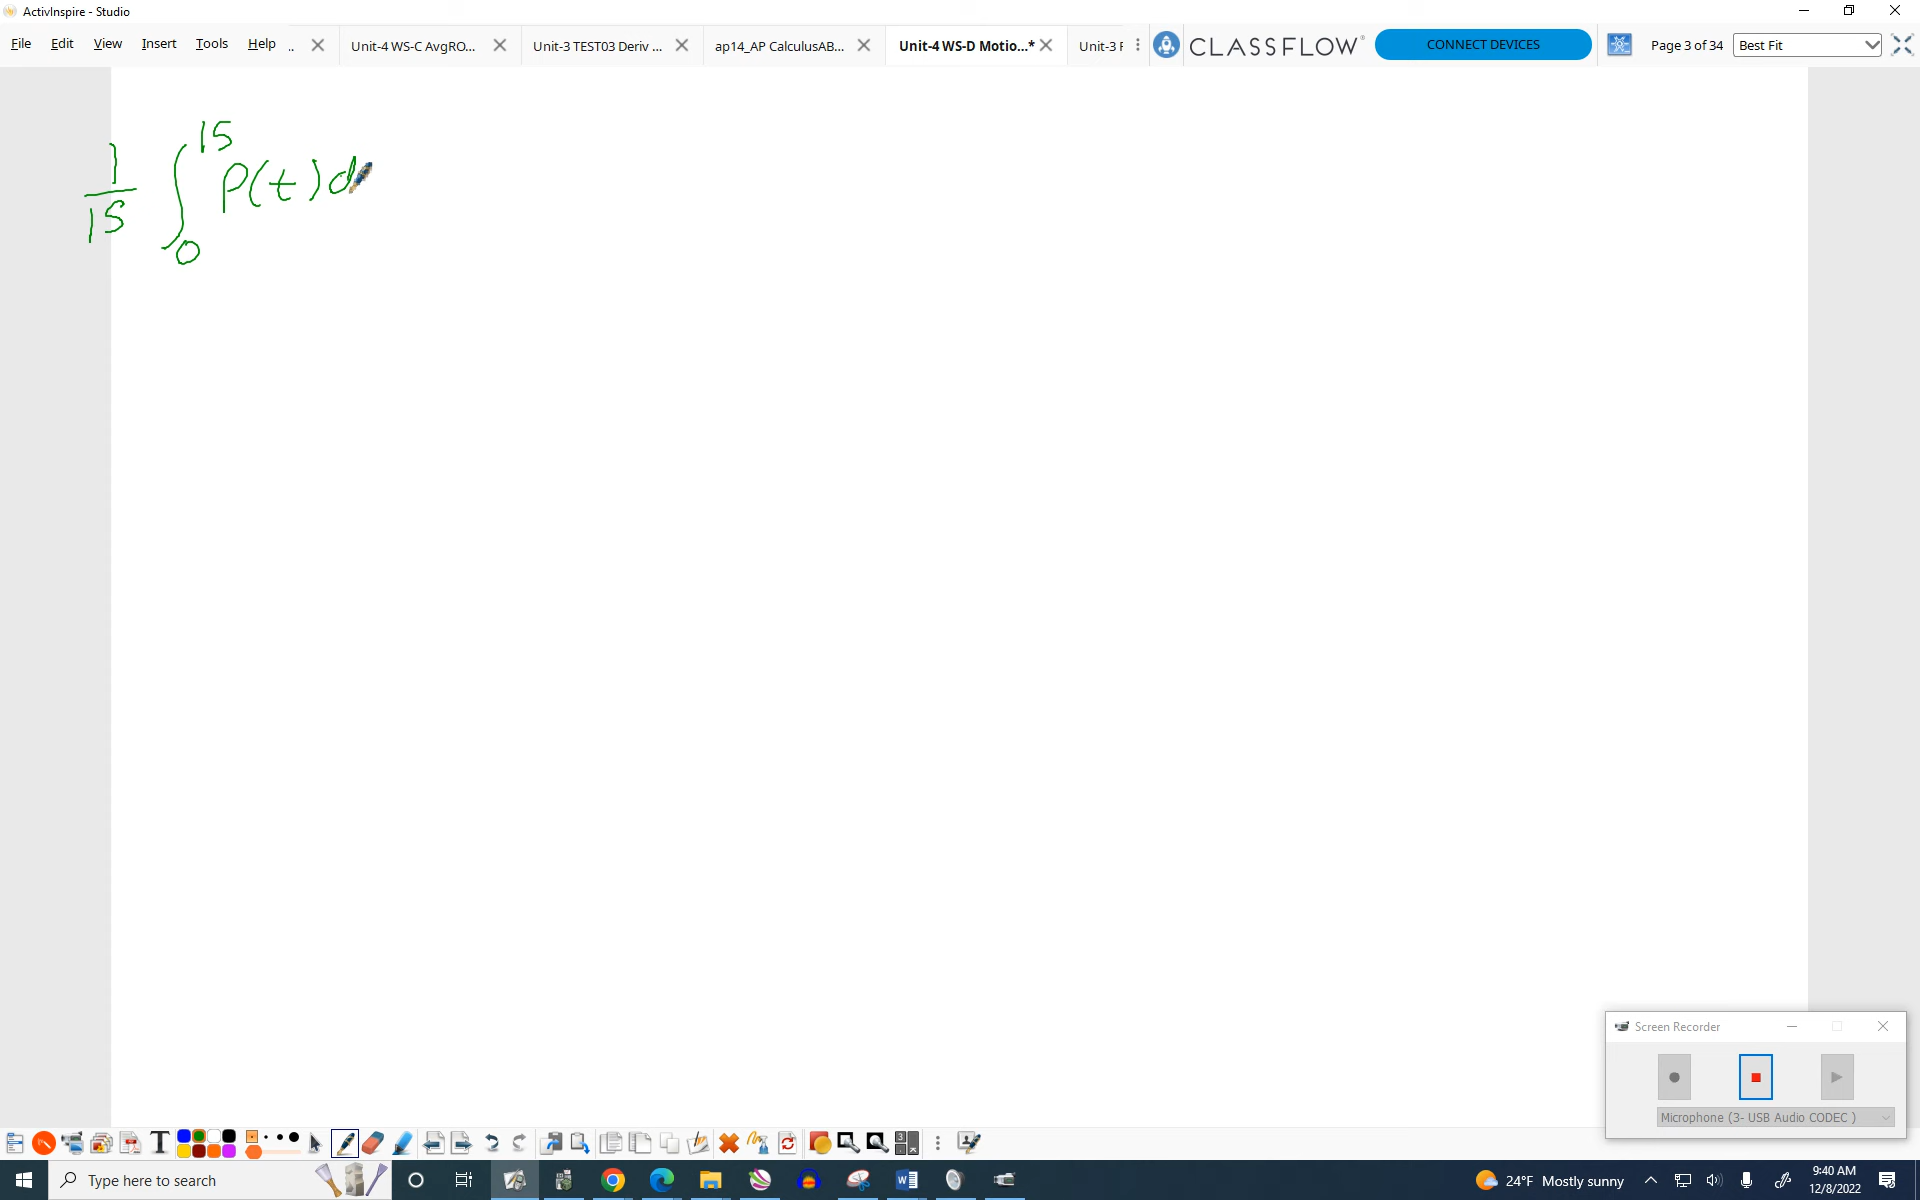 ActivInspire - Studio
File Edit View Insert Tools Help .. Unit-4 WS-C AvgRO... Unit-3 TEST03 Deriv ... ap14_AP CalculusAB... Unit-4 WS-D Motio...* Unit-3 F CLASSFLOW CONNECT DEVICES Page 3 of 34 Best Fit
1/15 ∫₀¹⁵ P(t)d
Screen Recorder
Microphone (3- USB Audio CODEC )
Type here to search 24°F Mostly sunny 9:40 AM
12/8/2022